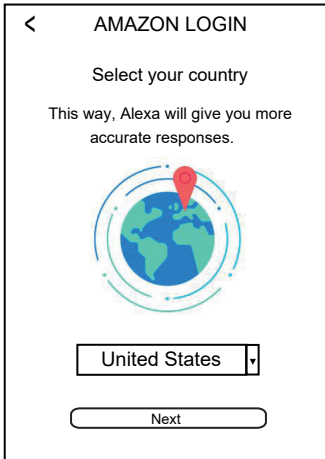 < AMAZON LOGIN
Select your country
This way, Alexa will give you more
accurate responses.
United States
Next